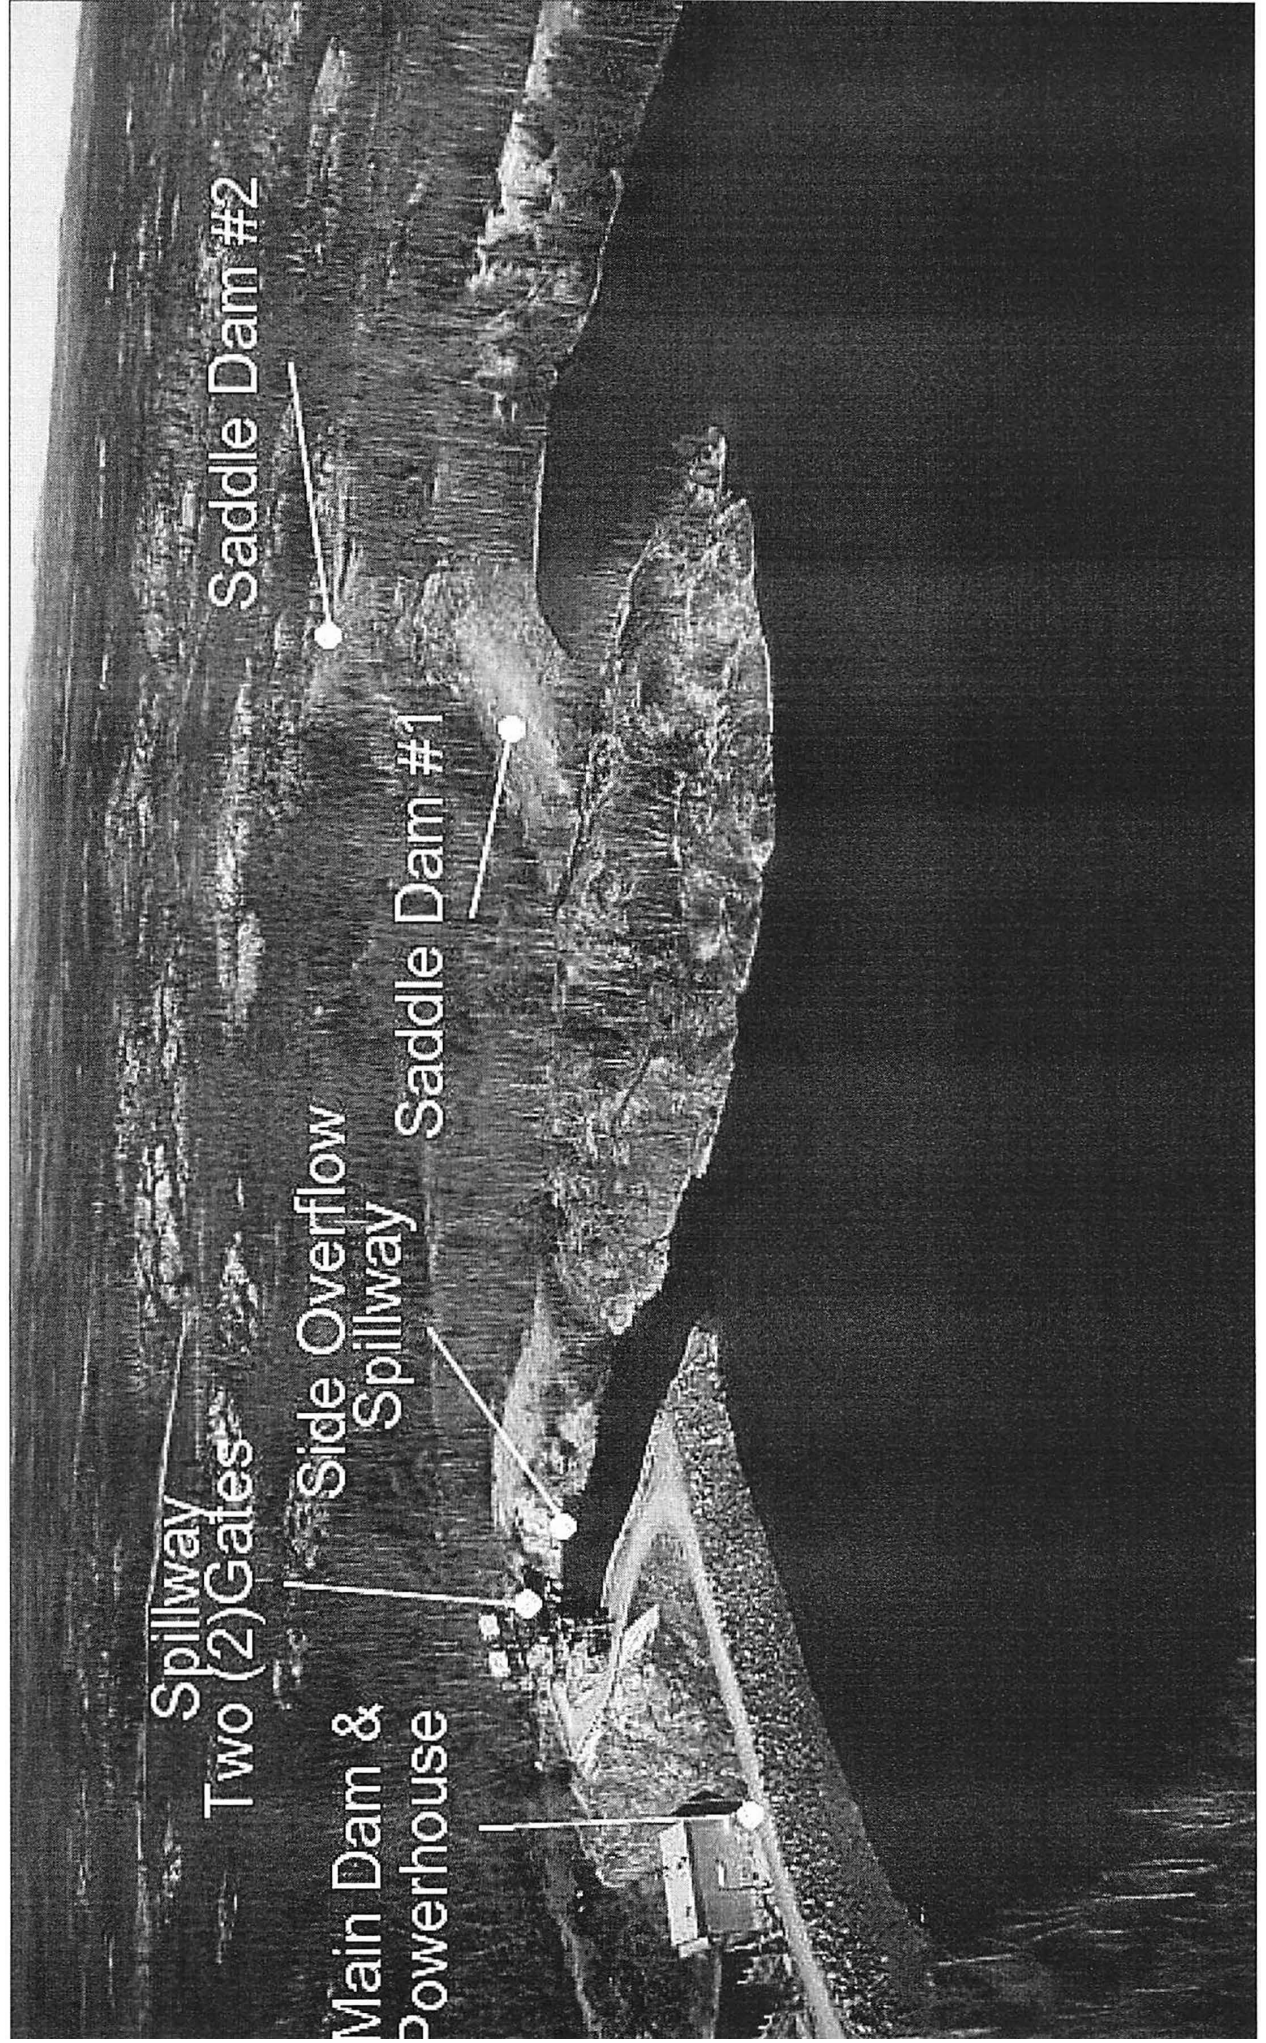 Main Dam &
Powerhouse
Spillway
Two (2)Gates
Side Overflow
Spillway
Saddle Dam #1
Saddle Dam #2